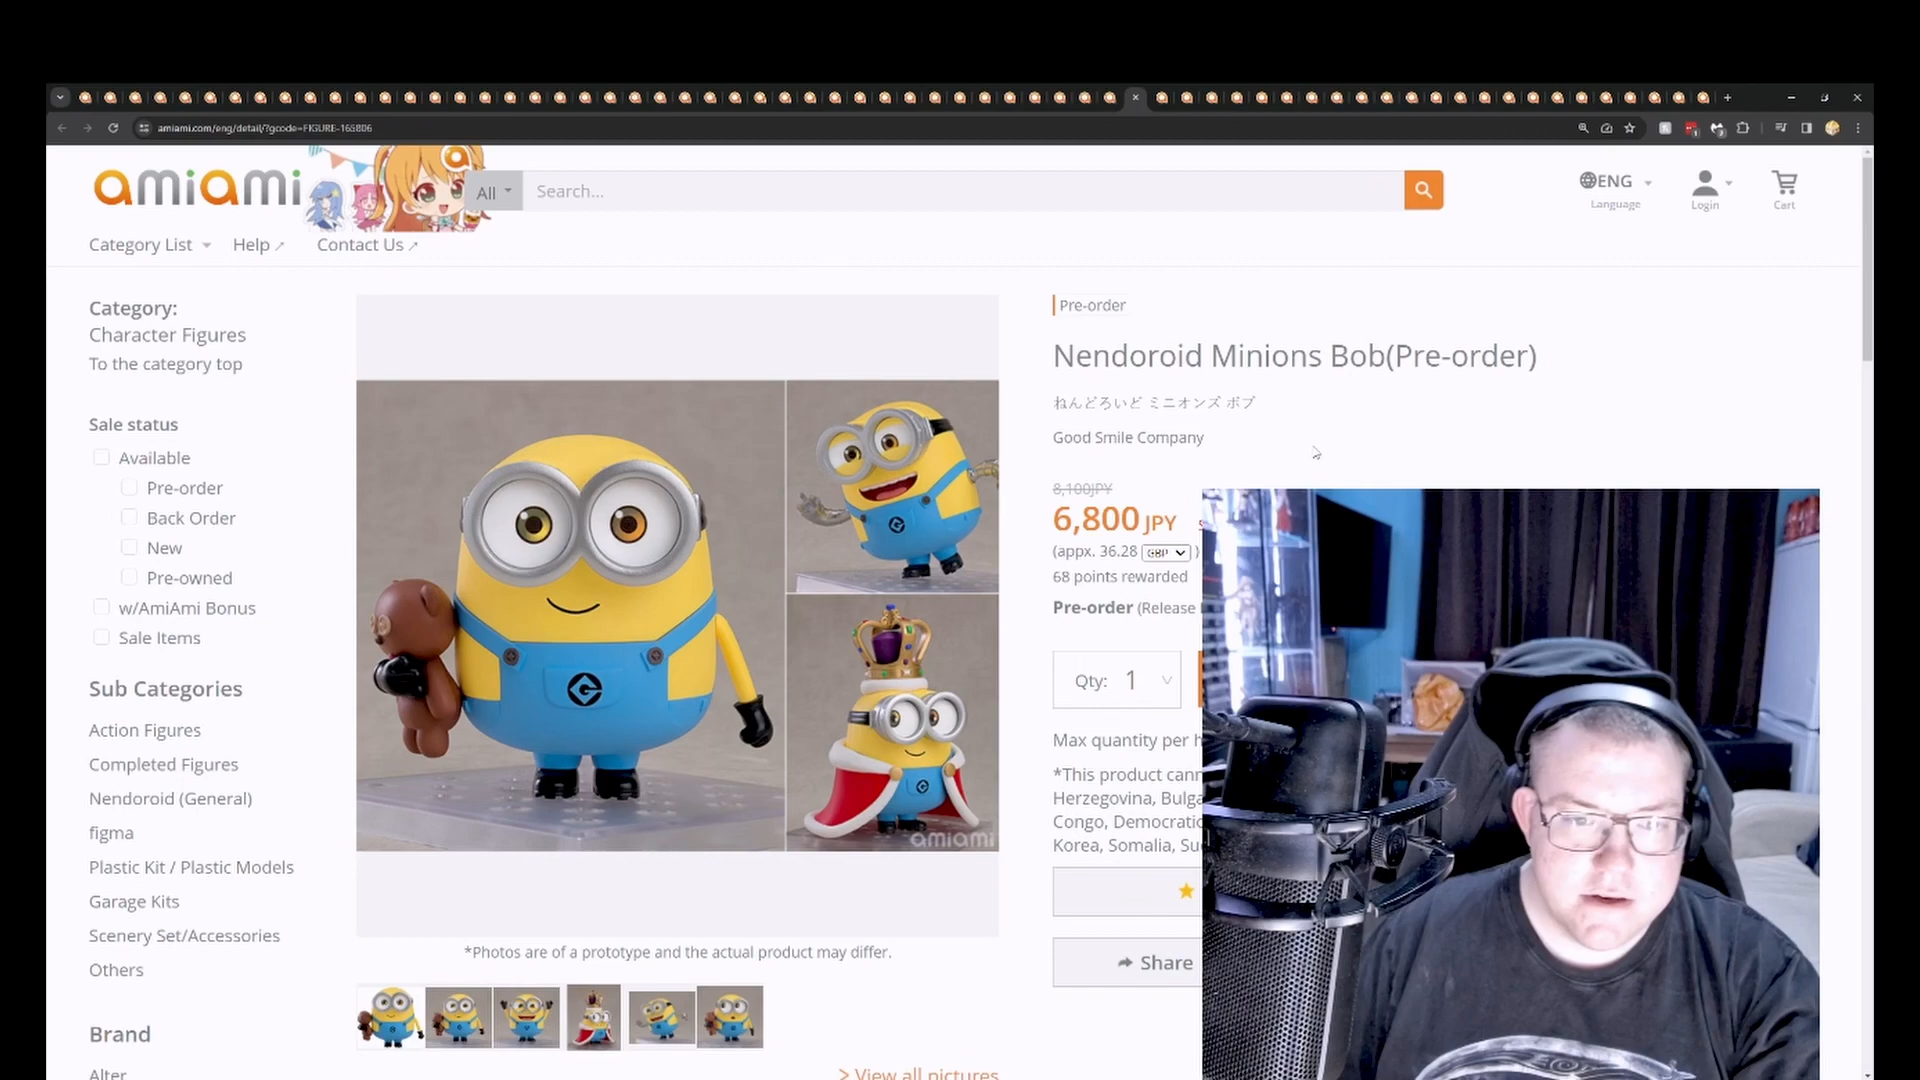 amiami.com/eng/detail/?gcode=FIGURE-165806
amiami
All
Search...
ENG
Language
Login
Cart
Category List
Help
Contact Us
Category:
Character Figures
To the category top
Sale status
Available
Pre-order
Back Order
New
Pre-owned
w/AmiAmi Bonus
Sale Items
Sub Categories
Action Figures
Completed Figures
Nendoroid (General)
figma
Plastic Kit / Plastic Models
Garage Kits
Scenery Set/Accessories
Others
Brand
Alter
amiami
*Photos are of a prototype and the actual product may differ.
> View all pictures
Pre-order
Nendoroid Minions Bob(Pre-order)
ねんどろいど ミニオンズ ボブ
Good Smile Company
8,100JPY
6,800 JPY
(appx. 36.28 GBP )
68 points rewarded
Pre-order (Release
Qty: 1
Max quantity per h
*This product cann
Herzegovina, Bulga
Congo, Democratic
Korea, Somalia, Su
Share